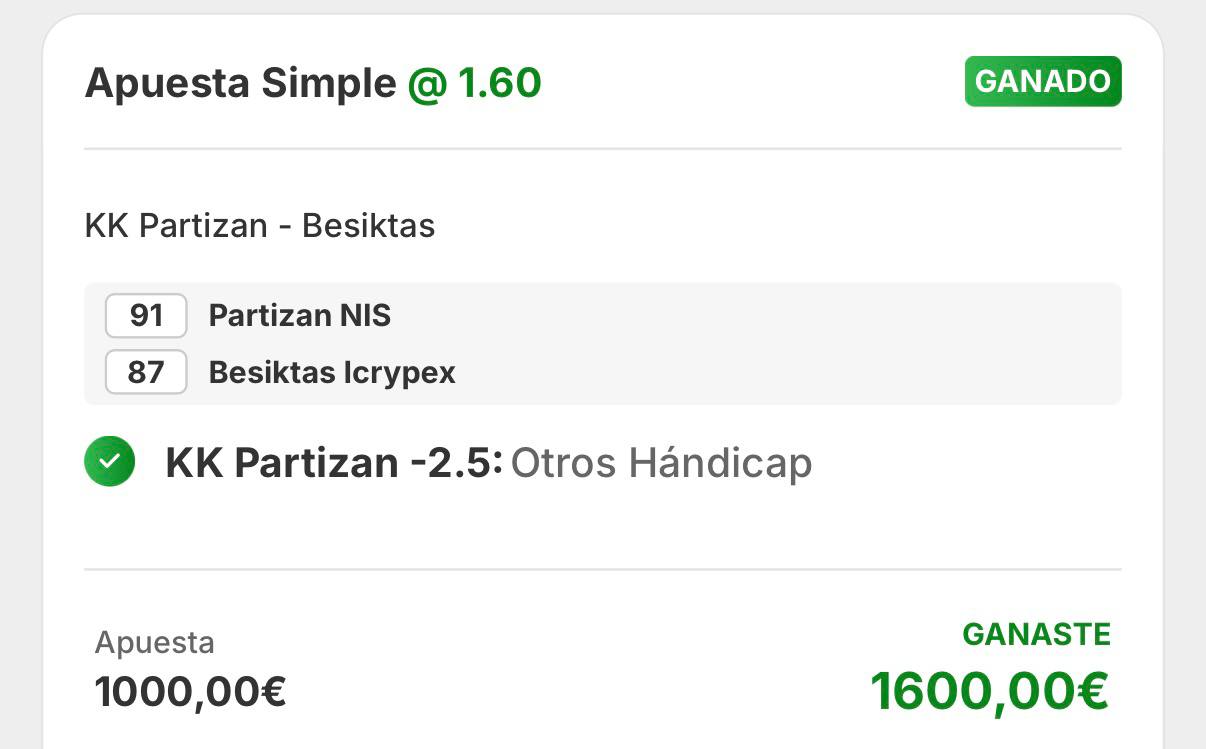 Apuesta Simple @ 1.60
GANADO
KK Partizan - Besiktas
91 Partizan NIS
87 Besiktas Icrypex
KK Partizan -2.5: Otros Hándicap
Apuesta
1000,00€
GANASTE
1600,00€